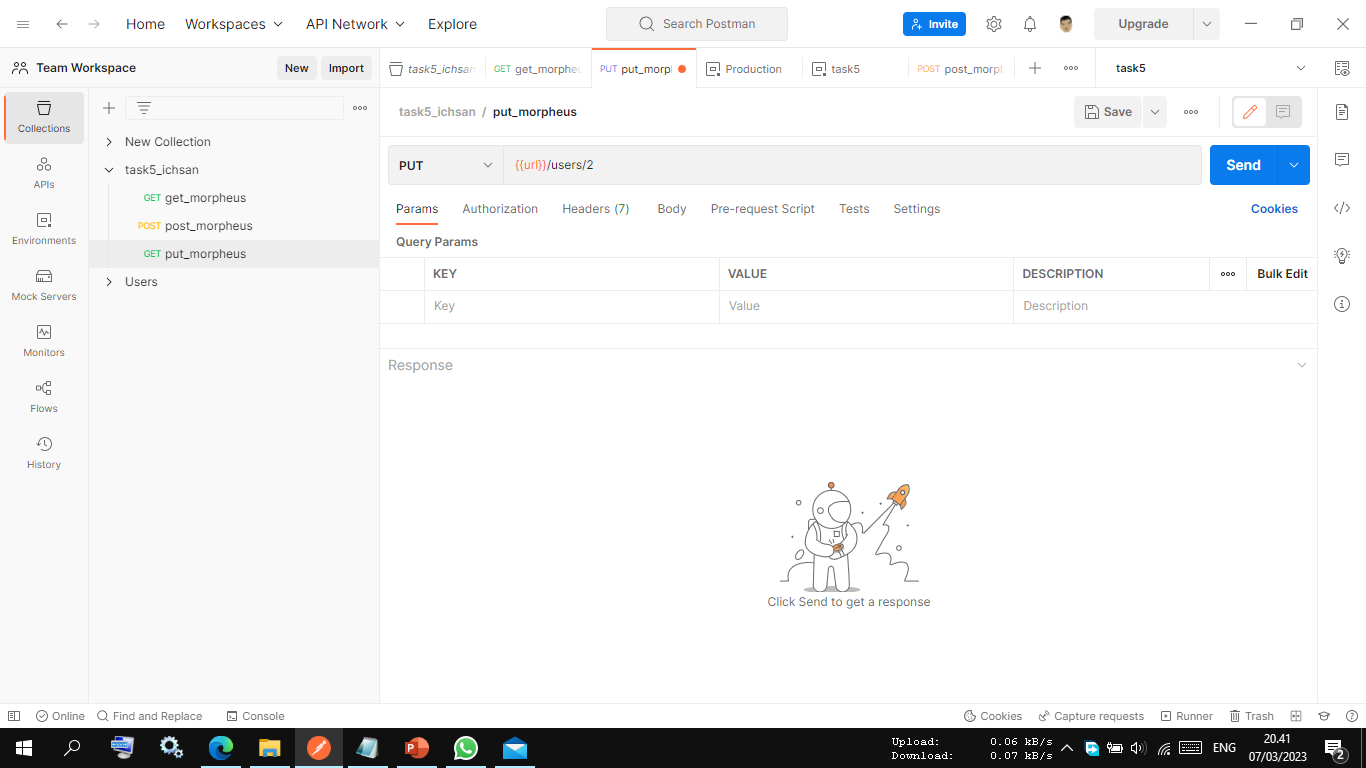 Home
Workspaces
API Network
Explore
Search Postman
Invite
Upgrade
Team Workspace
New
Import
task5_ichsan
GET get_morpheus
PUT put_morpl
Production
task5
POST post_morph
task5
Collections
APIs
Environments
Mock Servers
Monitors
Flows
History
New Collection
task5_ichsan
GET get_morpheus
POST post_morpheus
GET put_morpheus
Users
task5_ichsan / put_morpheus
Save
PUT
{{url}}/users/2
Send
Params
Authorization
Headers (7)
Body
Pre-request Script
Tests
Settings
Cookies
Query Params
KEY
VALUE
DESCRIPTION
Bulk Edit
Key
Value
Description
Response
Click Send to get a response
Online
Find and Replace
Console
Cookies
Capture requests
Runner
Trash
Upload: 0.06 kB/s
Download: 0.07 kB/s
ENG
20.41
07/03/2023
2